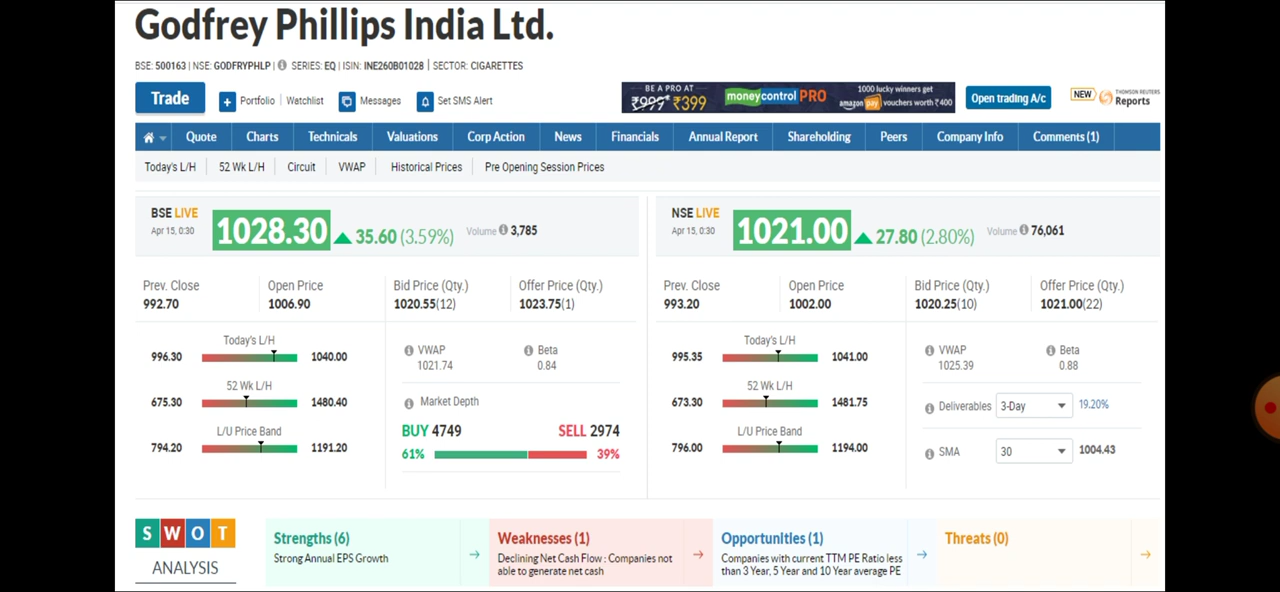 Godfrey Phillips India Ltd.
BSE: 500163 | NSE: GODFRYPHLP | SERIES: EQ | ISIN: INE260B01028 | SECTOR: CIGARETTES
Trade
Portfolio | Watchlist
Messages
Set SMS Alert
BE A PRO AT
₹999* ₹399
moneycontrol PRO
1000 lucky winners get
amazon pay vouchers worth ₹400
Open trading A/c
NEW
THOMSON REUTERS
Reports
Quote Charts Technicals Valuations Corp Action News Financials Annual Report Shareholding Peers Company Info Comments (1)
Today's L/H 52 Wk L/H Circuit VWAP Historical Prices Pre Opening Session Prices
BSE LIVE
Apr 15, 0:30
1028.30
35.60 (3.59%)
Volume 3,785
Prev. Close
992.70
Open Price
1006.90
Bid Price (Qty.)
1020.55(12)
Offer Price (Qty.)
1023.75(1)
Today's L/H
996.30 1040.00
52 Wk L/H
675.30 1480.40
L/U Price Band
794.20 1191.20
VWAP
1021.74
Beta
0.84
Market Depth
BUY 4749 SELL 2974
61% 39%
NSE LIVE
Apr 15, 0:30
1021.00
27.80 (2.80%)
Volume 76,061
Prev. Close
993.20
Open Price
1002.00
Bid Price (Qty.)
1020.25(10)
Offer Price (Qty.)
1021.00(22)
Today's L/H
995.35 1041.00
52 Wk L/H
673.30 1481.75
L/U Price Band
796.00 1194.00
VWAP
1025.39
Beta
0.88
Deliverables 3-Day 19.20%
SMA 30 1004.43
SWOT
ANALYSIS
Strengths (6)
Strong Annual EPS Growth
Weaknesses (1)
Declining Net Cash Flow : Companies not
able to generate net cash
Opportunities (1)
Companies with current TTM PE Ratio less
than 3 Year, 5 Year and 10 Year average PE
Threats (0)